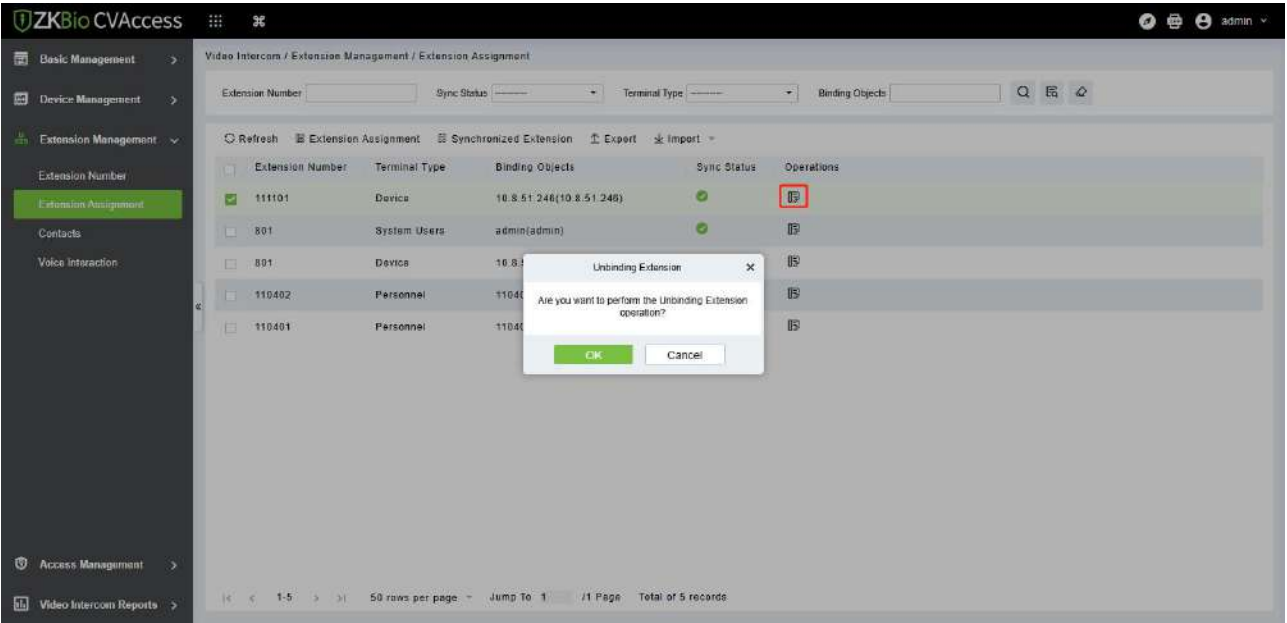 ZKBio CVAccess
admin
Basic Management
Device Management
Extension Management
Extension Number
Extension Assignment
Contacts
Voice Interaction
Access Management
Video Intercom Reports
Video Intercom / Extension Management / Extension Assignment
Extension Number Sync Status --------- Terminal Type --------- Binding Objects
Refresh Extension Assignment Synchronized Extension Export Import
Extension Number Terminal Type Binding Objects Sync Status Operations
111101 Device 10.8.51.246(10.8.51.246)
801 System Users admin(admin)
801 Device 10.8.
110402 Personnel 1104
110401 Personnel 1104
Unbinding Extension
Are you want to perform the Unbinding Extension
operation?
OK Cancel
1-5 50 rows per page Jump To 1 /1 Page Total of 5 records